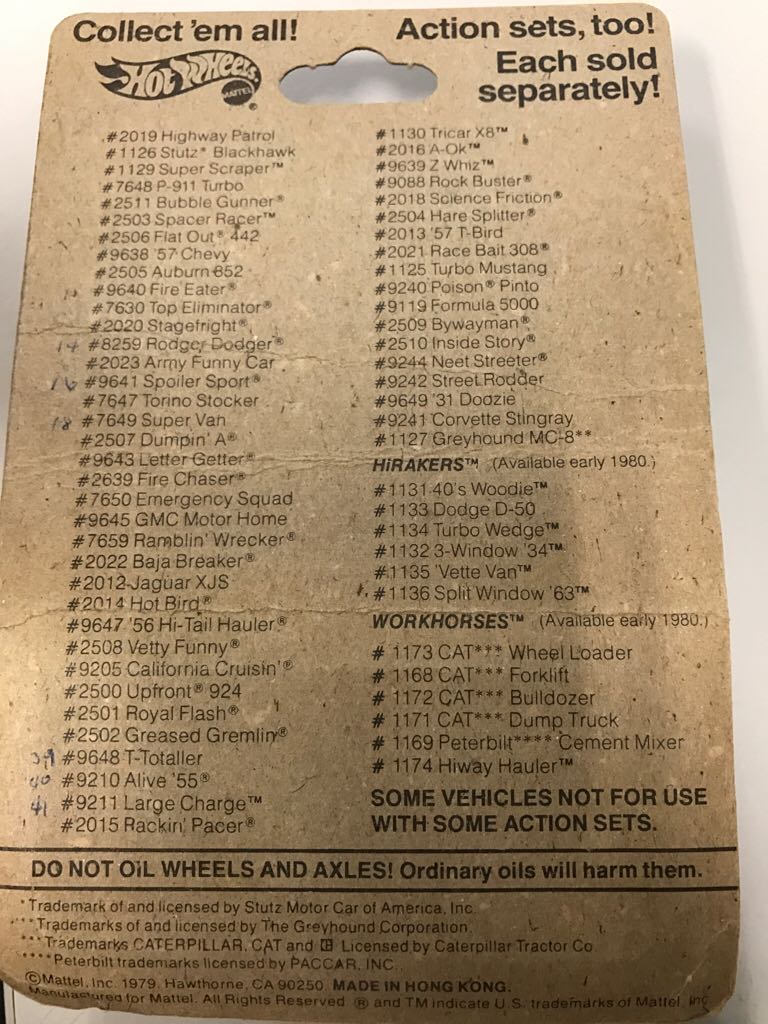 Collect 'em all!
Hot Wheels
MATTEL
®
Action sets, too!
Each sold
separately!
#2019 Highway Patrol
#1126 Stutz* Blackhawk
#1129 Super Scraper™
#7648 P-911 Turbo
#2511 Bubble Gunner®
#2503 Spacer Racer™
#2506 Flat Out® 442
#9638 '57 Chevy
#2505 Auburn 852
#9640 Fire Eater®
#7630 Top Eliminator®
#2020 Stagefright®
14 #8259 Rodger Dodger®
#2023 Army Funny Car
16 #9641 Spoiler Sport®
#7647 Torino Stocker
18 #7649 Super Van
#2507 Dumpin' A®
#9643 Letter Getter®
#2639 Fire Chaser®
#7650 Emergency Squad
#9645 GMC Motor Home
#7659 Ramblin' Wrecker®
#2022 Baja Breaker®
#2012 Jaguar XJS
#2014 Hot Bird®
#9647 '56 Hi-Tail Hauler®
#2508 Vetty Funny®
#9205 California Cruisin'®
#2500 Upfront® 924
#2501 Royal Flash®
#2502 Greased Gremlin®
39 #9648 T-Totaller
40 #9210 Alive '55®
41 #9211 Large Charge™
#2015 Rackin' Pacer®
#1130 Tricar X8™
#2016 A-Ok™
#9639 Z Whiz™
#9088 Rock Buster®
#2018 Science Friction®
#2504 Hare Splitter®
#2013 '57 T-Bird
#2021 Race Bait 308®
#1125 Turbo Mustang
#9240 Poison® Pinto
#9119 Formula 5000
#2509 Bywayman®
#2510 Inside Story®
#9244 Neet Streeter®
#9242 Street Rodder
#9649 '31 Doozie
#9241 Corvette Stingray
#1127 Greyhound MC-8**
HiRAKERS™ (Available early 1980.)
#1131 40's Woodie™
#1133 Dodge D-50
#1134 Turbo Wedge™
#1132 3-Window '34™
#1135 'Vette Van™
#1136 Split Window '63™
WORKHORSES™ (Available early 1980.)
# 1173 CAT*** Wheel Loader
# 1168 CAT*** Forklift
# 1172 CAT*** Bulldozer
# 1171 CAT*** Dump Truck
# 1169 Peterbilt**** Cement Mixer
# 1174 Hiway Hauler™
SOME VEHICLES NOT FOR USE
WITH SOME ACTION SETS.
DO NOT OiL WHEELS AND AXLES! Ordinary oils will harm them.
*Trademark of and licensed by Stutz Motor Car of America, Inc.
**Trademarks of and licensed by The Greyhound Corporation
***Trademarks CATERPILLAR, CAT and Licensed by Caterpillar Tractor Co.
****Peterbilt trademarks licensed by PACCAR, INC.
©Mattel, Inc. 1979, Hawthorne, CA 90250. MADE IN HONG KONG.
Manufactured for Mattel. All Rights Reserved. ® and TM indicate U.S. trademarks of Mattel, Inc